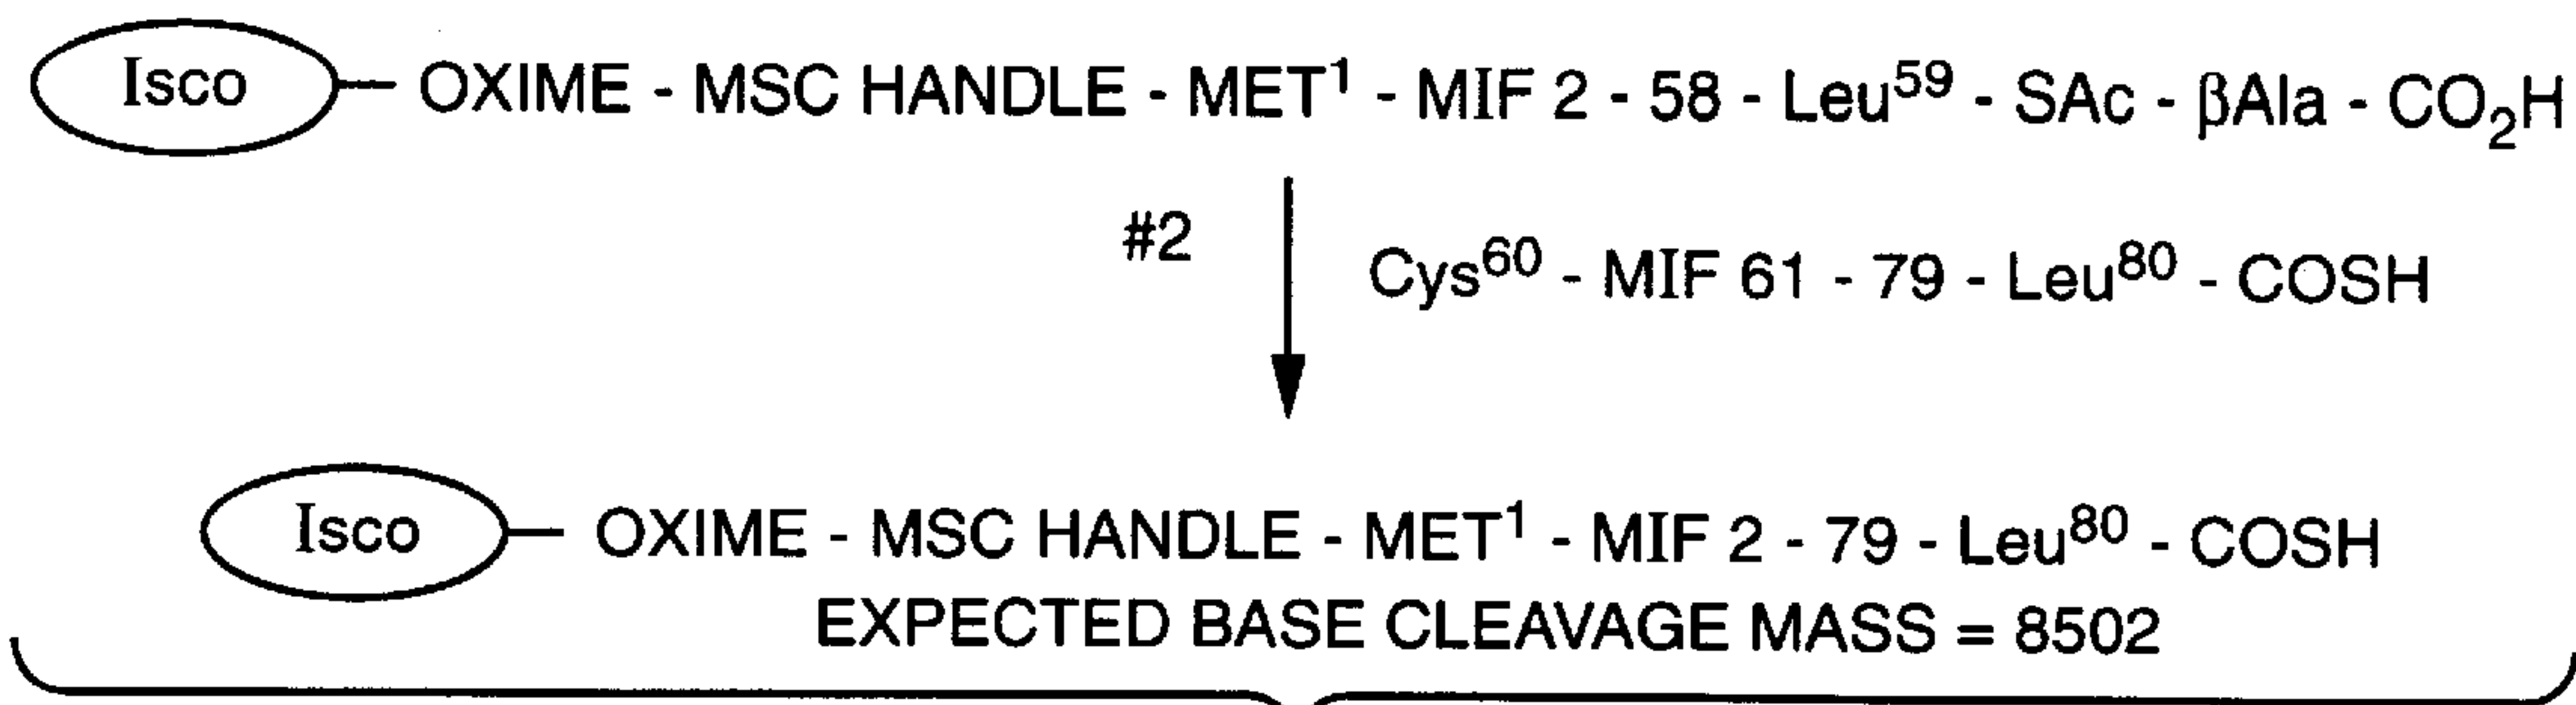 Isco - OXIME - MSC HANDLE - MET¹ - MIF 2 - 58 - Leu⁵⁹ - SAc - βAla - CO₂H
#2
Cys⁶⁰ - MIF 61 - 79 - Leu⁸⁰ - COSH
Isco - OXIME - MSC HANDLE - MET¹ - MIF 2 - 79 - Leu⁸⁰ - COSH
EXPECTED BASE CLEAVAGE MASS = 8502